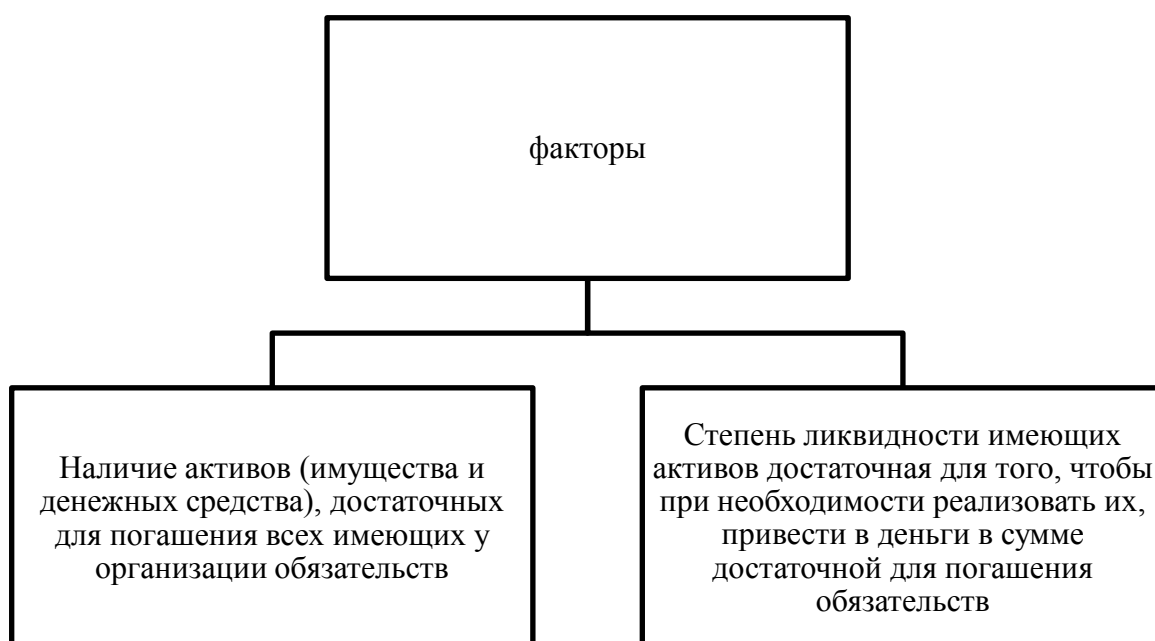 факторы
Наличие активов (имущества и
денежных средства), достаточных
для погашения всех имеющих у
организации обязательств
Степень ликвидности имеющих
активов достаточная для того, чтобы
при необходимости реализовать их,
привести в деньги в сумме
достаточной для погашения
обязательств